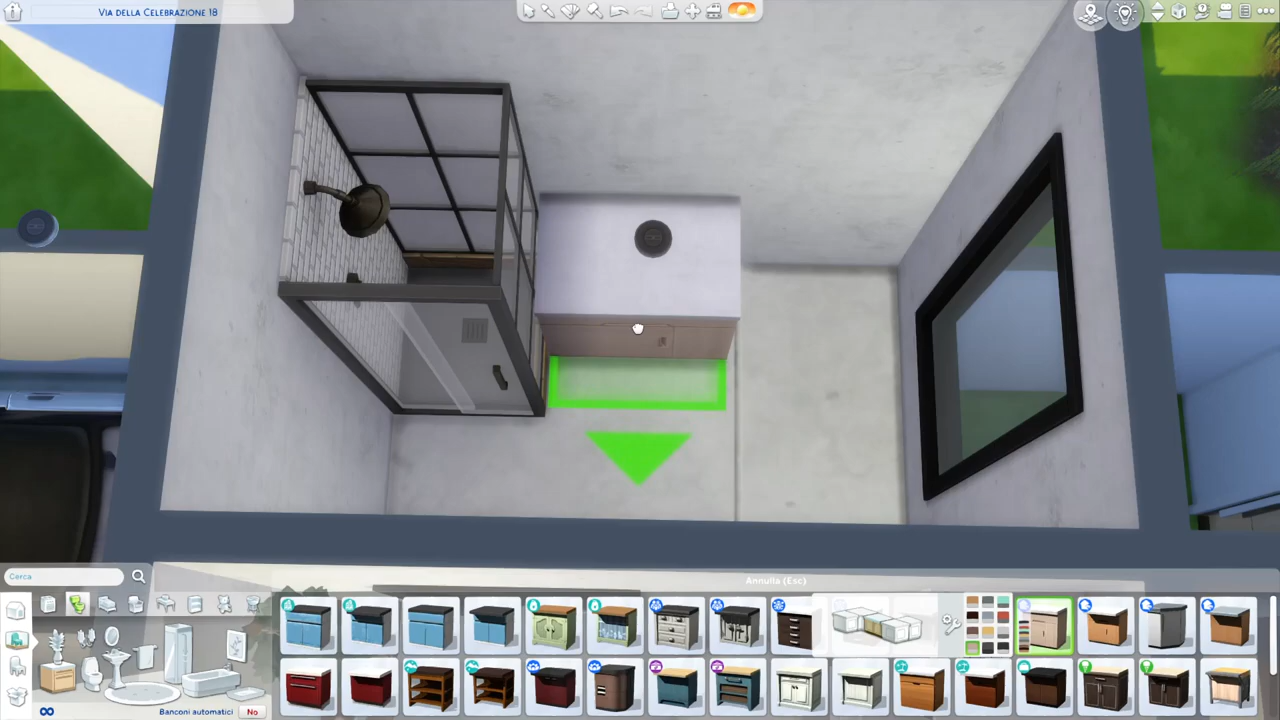 VIA DELLA CELEBRAZIONE 18
Cerca
Annulla (Esc)
Banconi automatici No